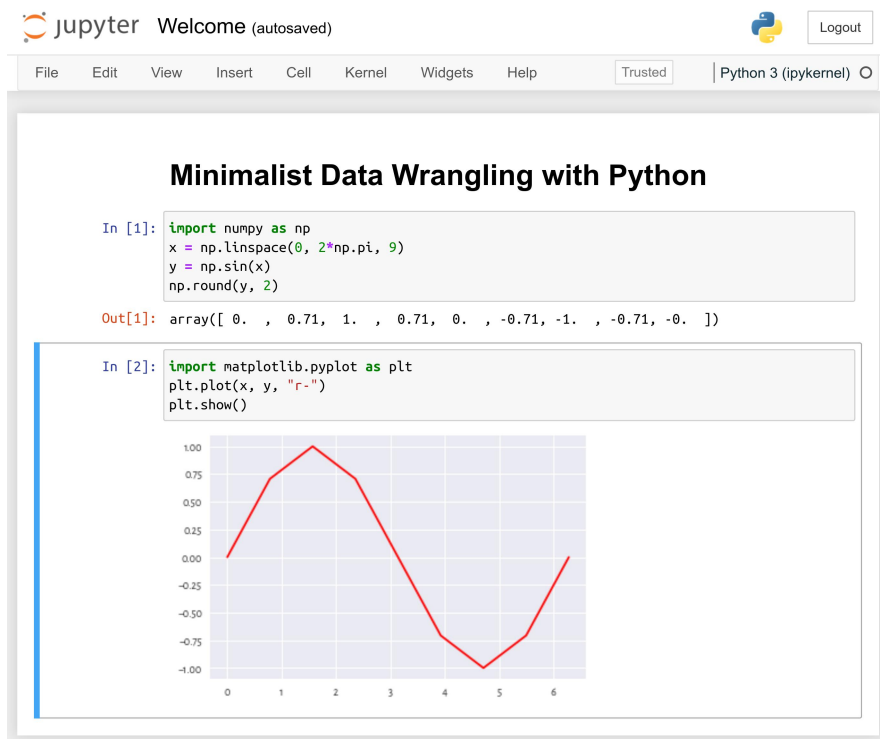 jupyter Welcome (autosaved) Logout
File Edit View Insert Cell Kernel Widgets Help Trusted Python 3 (ipykernel)
Minimalist Data Wrangling with Python
In [1]: import numpy as np
x = np.linspace(0, 2*np.pi, 9)
y = np.sin(x)
np.round(y, 2)
Out[1]: array([ 0.  ,  0.71,  1.  ,  0.71,  0.  , -0.71, -1.  , -0.71, -0.  ])
In [2]: import matplotlib.pyplot as plt
plt.plot(x, y, "r-")
plt.show()
1.00
0.75
0.50
0.25
0.00
-0.25
-0.50
-0.75
-1.00
0 1 2 3 4 5 6